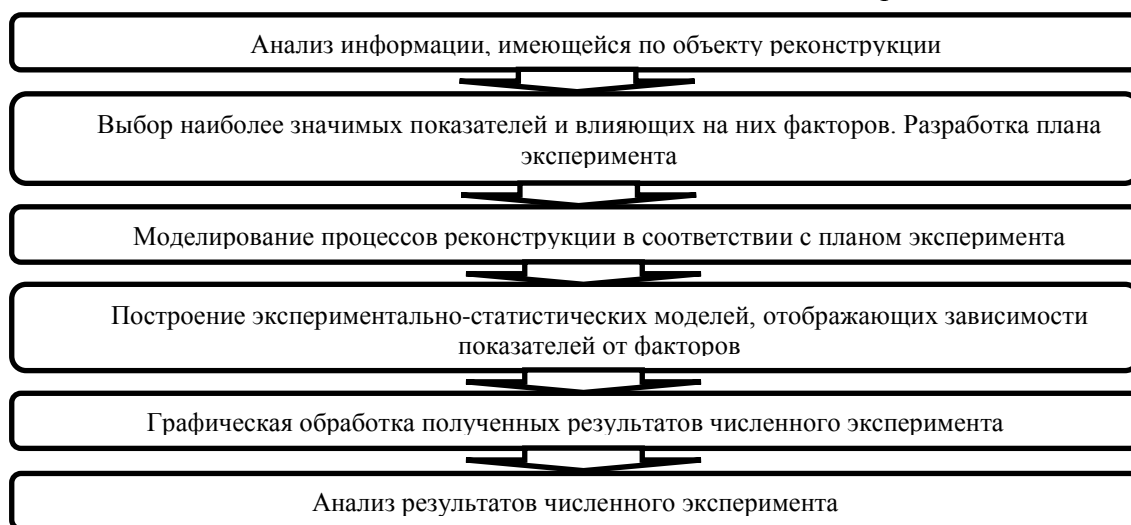 Анализ информации, имеющейся по объекту реконструкции
Выбор наиболее значимых показателей и влияющих на них факторов. Разработка плана
эксперимента
Моделирование процессов реконструкции в соответствии с планом эксперимента
Построение экспериментально-статистических моделей, отображающих зависимости
показателей от факторов
Графическая обработка полученных результатов численного эксперимента
Анализ результатов численного эксперимента